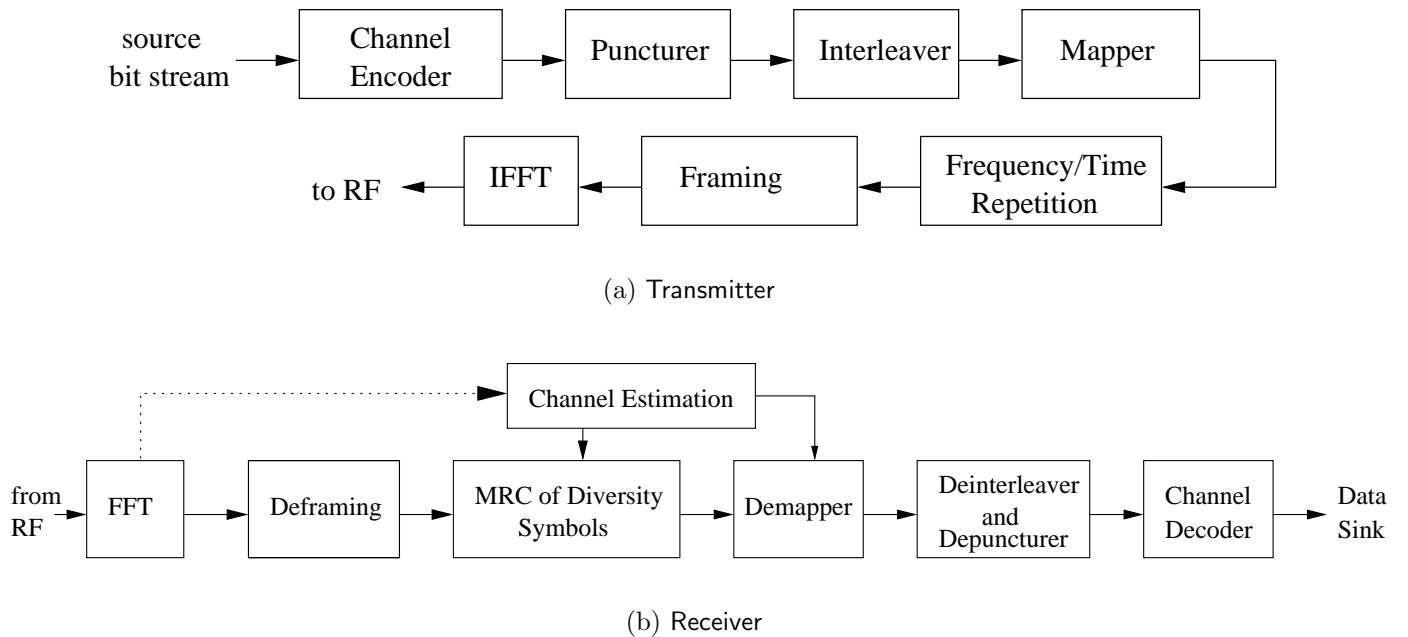 source
bit stream
Channel
Encoder
Puncturer
Interleaver
Mapper
to RF
IFFT
Framing
Frequency/Time
Repetition
(a) Transmitter
Channel Estimation
from
RF
FFT
Deframing
MRC of Diversity
Symbols
Demapper
Deinterleaver
and
Depuncturer
Channel
Decoder
Data
Sink
(b) Receiver